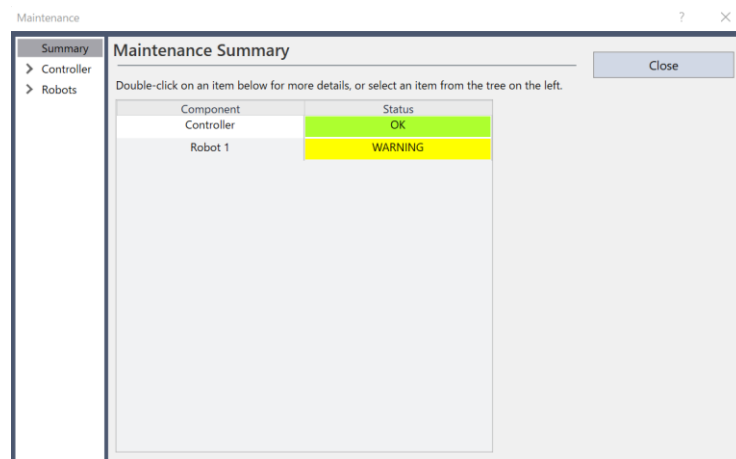 Maintenance
?
Summary
Controller
Robots
Maintenance Summary
Close
Double-click on an item below for more details, or select an item from the tree on the left.
Component Status
Controller OK
Robot 1 WARNING